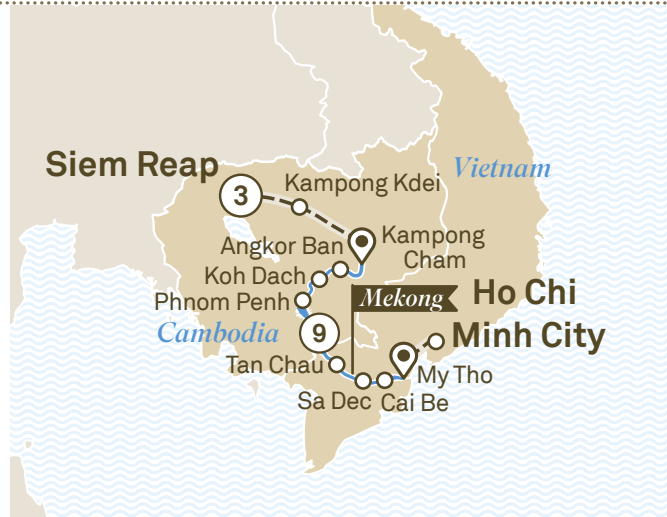 Siem Reap
3
Kampong Kdei
Vietnam
Angkor Ban
Kampong
Cham
Koh Dach
Phnom Penh
Mekong
Ho Chi
Minh City
Cambodia
9
Tan Chau
My Tho
Sa Dec
Cai Be